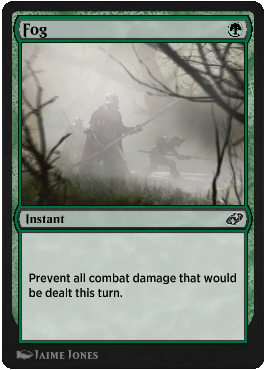 Fog
Instant
Prevent all combat damage that would
be dealt this turn.
JAIME JONES